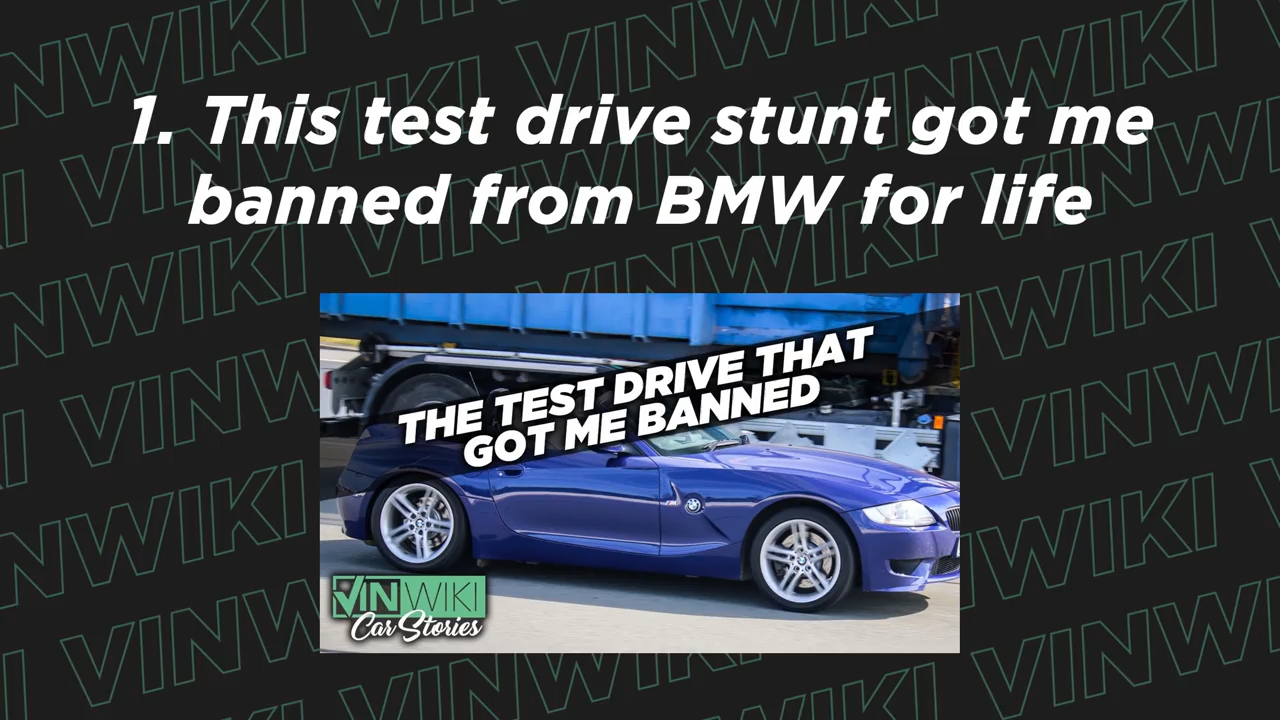 1. This test drive stunt got me
banned from BMW for life
THE TEST DRIVE THAT
GOT ME BANNED
VINWIKI
Car Stories